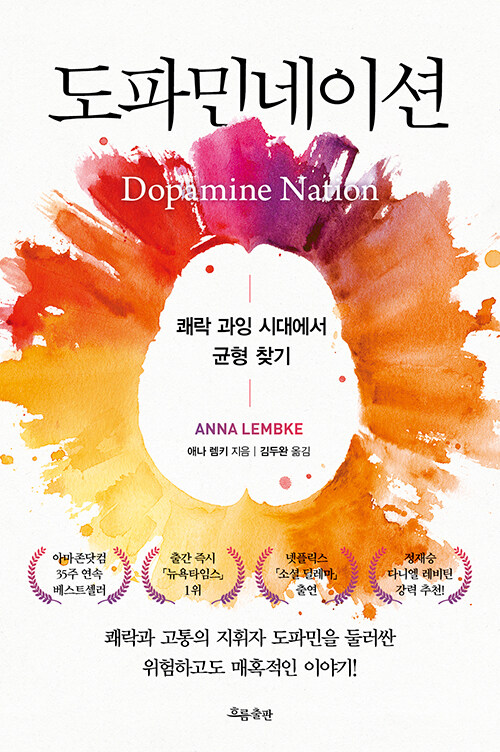 도파민네이션
Dopamine Nation
쾌락 과잉 시대에서
균형 찾기
ANNA LEMBKE
애나 렘키 지음 | 김두완 옮김
아마존닷컴
35주 연속
베스트셀러
출간 즉시
「뉴욕타임스」
1위
넷플릭스
「소셜 딜레마」
출연
정재승
다니엘 레비틴
강력 추천!
쾌락과 고통의 지휘자 도파민을 둘러싼
위험하고도 매혹적인 이야기!
흐름출판